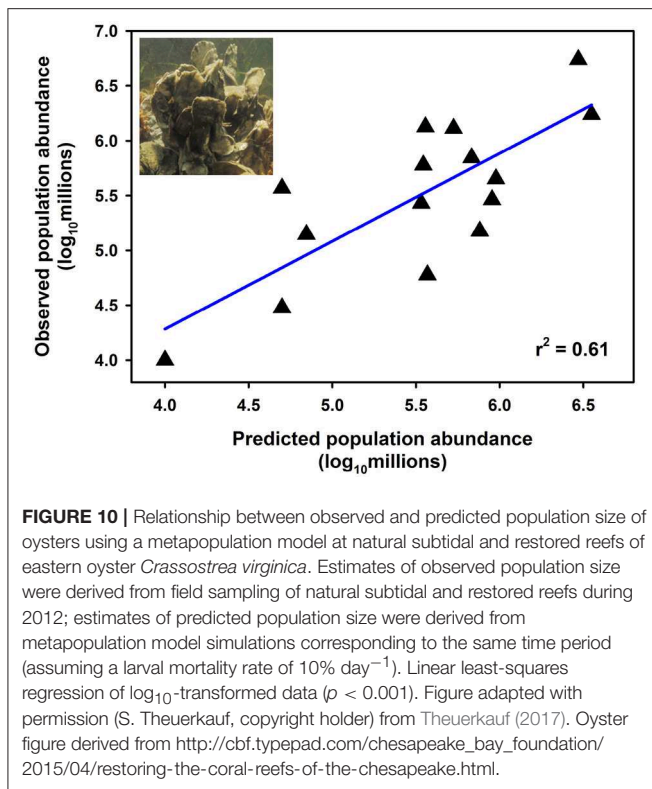 7.0
6.5
6.0
5.5
5.0
4.5
4.0
Observed population abundance
(log₁₀millions)
r² = 0.61
4.0 4.5 5.0 5.5 6.0 6.5
Predicted population abundance
(log₁₀millions)
FIGURE 10 | Relationship between observed and predicted population size of
oysters using a metapopulation model at natural subtidal and restored reefs of
eastern oyster Crassostrea virginica. Estimates of observed population size
were derived from field sampling of natural subtidal and restored reefs during
2012; estimates of predicted population size were derived from
metapopulation model simulations corresponding to the same time period
(assuming a larval mortality rate of 10% day⁻¹). Linear least-squares
regression of log₁₀-transformed data (p < 0.001). Figure adapted with
permission (S. Theuerkauf, copyright holder) from Theuerkauf (2017). Oyster
figure derived from http://cbf.typepad.com/chesapeake_bay_foundation/
2015/04/restoring-the-coral-reefs-of-the-chesapeake.html.